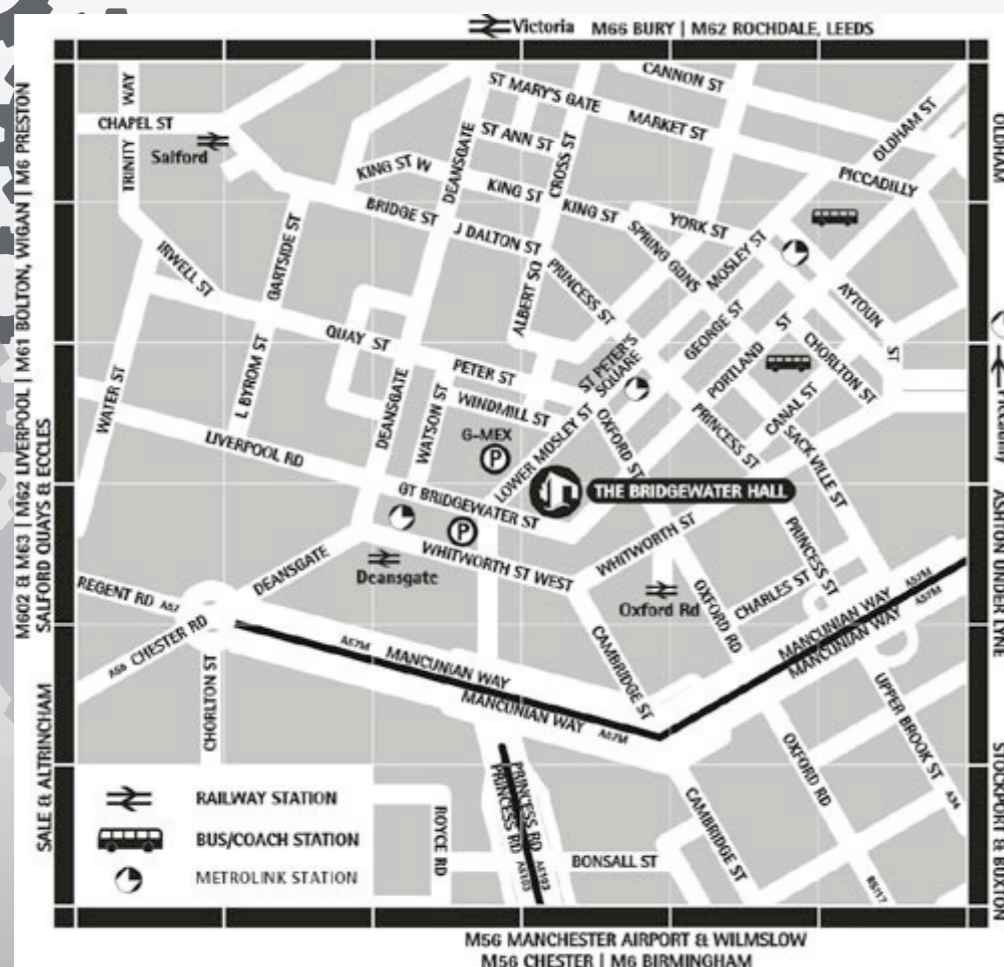 Victoria M66 BURY | M62 ROCHDALE, LEEDS
CANNON ST
ST MARY'S GATE
MARKET ST
OLDHAM ST
OLDHAM
TRINITY WAY
CHAPEL ST
Salford
DEANSGATE
ST ANN ST
CROSS ST
KING ST W
KING ST
KING ST
PICCADILLY
BRIDGE ST
J DALTON ST
YORK ST
SPRING GDNS
MOSLEY ST
IRWELL ST
GARTSIDE ST
ALBERT SQ
PRINCESS ST
AYTOUN ST
GEORGE ST
QUAY ST
ST PETER'S SQUARE
PORTLAND ST
CHORLTON ST
PETER ST
WATER ST
L BYROM ST
DEANSGATE
WATSON ST
WINDMILL ST
CANAL ST
G-MEX
P
LOWER MOSLEY ST
OXFORD ST
PRINCESS ST
SACKVILLE ST
LIVERPOOL RD
THE BRIDGEWATER HALL
GT BRIDGEWATER ST
P
WHITWORTH ST
PRINCESS ST
WHITWORTH ST WEST
Deansgate
DEANSGATE
Oxford Rd
OXFORD RD
CHARLES ST
REGENT RD A57
A56 CHESTER RD
MANCUNIAN WAY A57M
MANCUNIAN WAY A57M
A57M MANCUNIAN WAY
MANCUNIAN WAY A57M
CAMBRIDGE ST
CHORLTON ST
UPPER BROOK ST A34
OXFORD RD
CAMBRIDGE ST
PRINCESS RD A5103
PRINCESS RD A5103
ROYCE RD
BONSALL ST
M602 & M63 | M62 LIVERPOOL | M61 BOLTON, WIGAN | M6 PRESTON
SALFORD QUAYS & ECCLES
SALE & ALTRINCHAM
ASHTON UNDER LYNE
STOCKPORT & BUXTON
RAILWAY STATION
BUS/COACH STATION
METROLINK STATION
M56 MANCHESTER AIRPORT & WILMSLOW
M56 CHESTER | M6 BIRMINGHAM